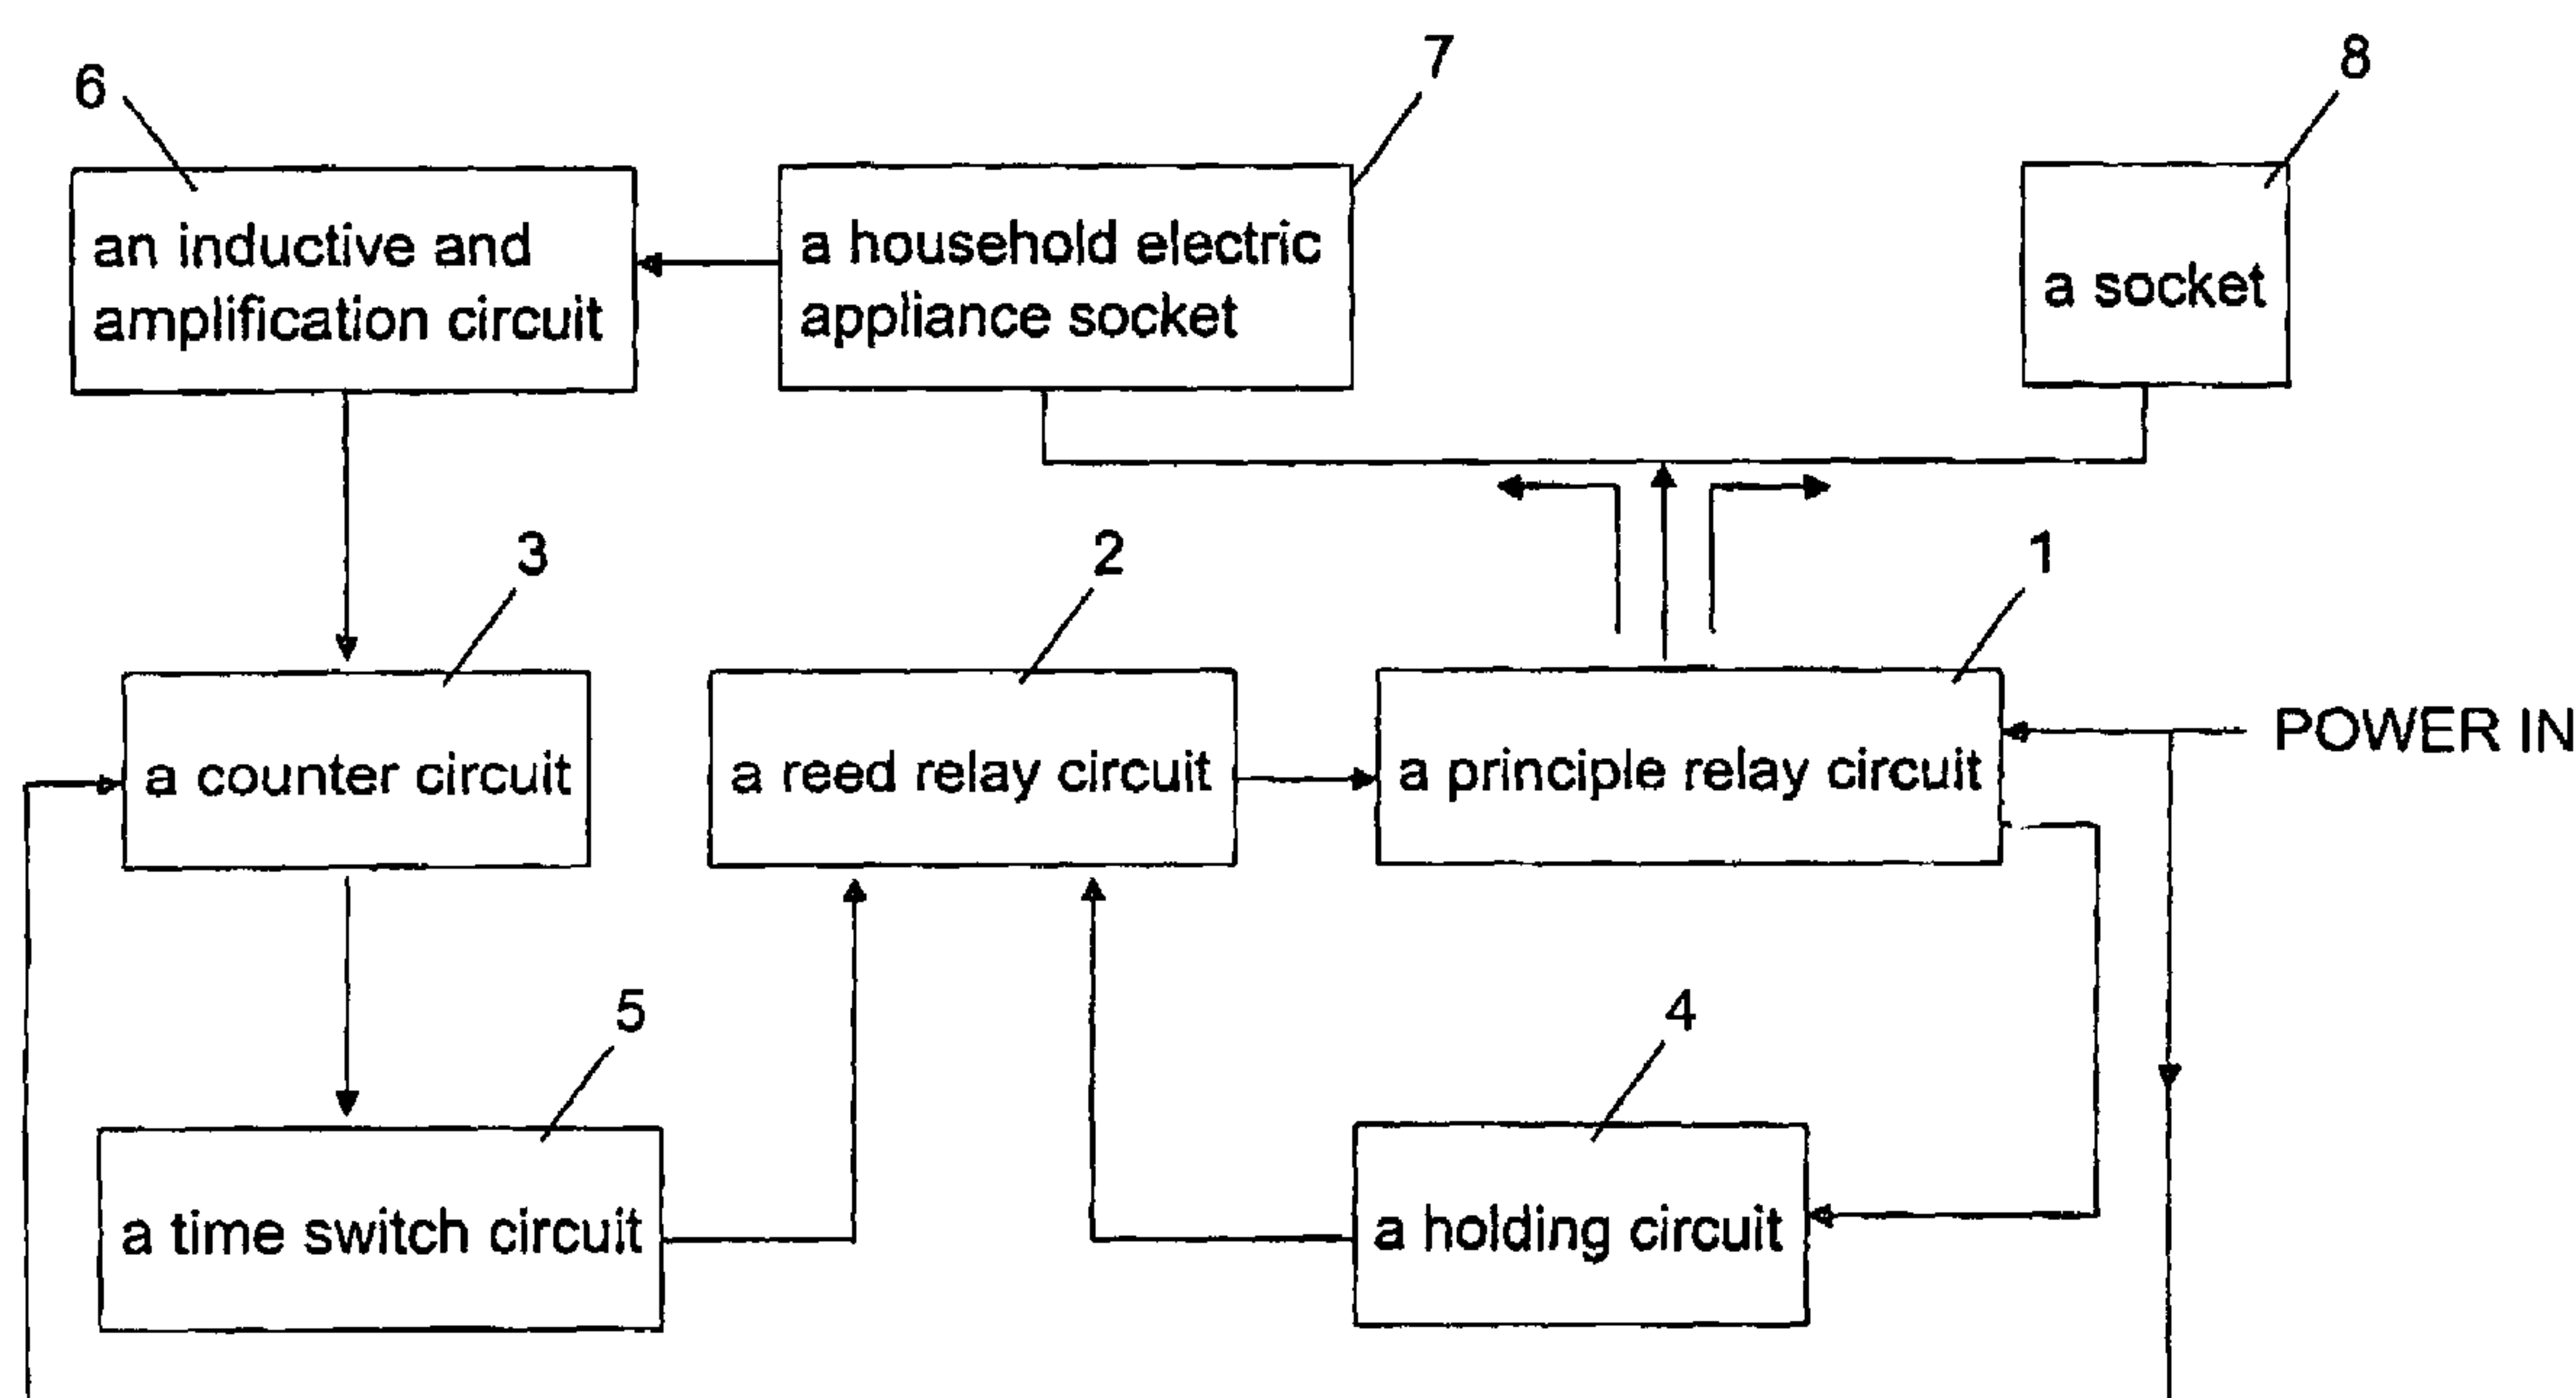 6
7
8
an inductive and
amplification circuit
a household electric
appliance socket
a socket
3
2
1
a counter circuit
a reed relay circuit
a principle relay circuit
POWER IN
5
4
a time switch circuit
a holding circuit